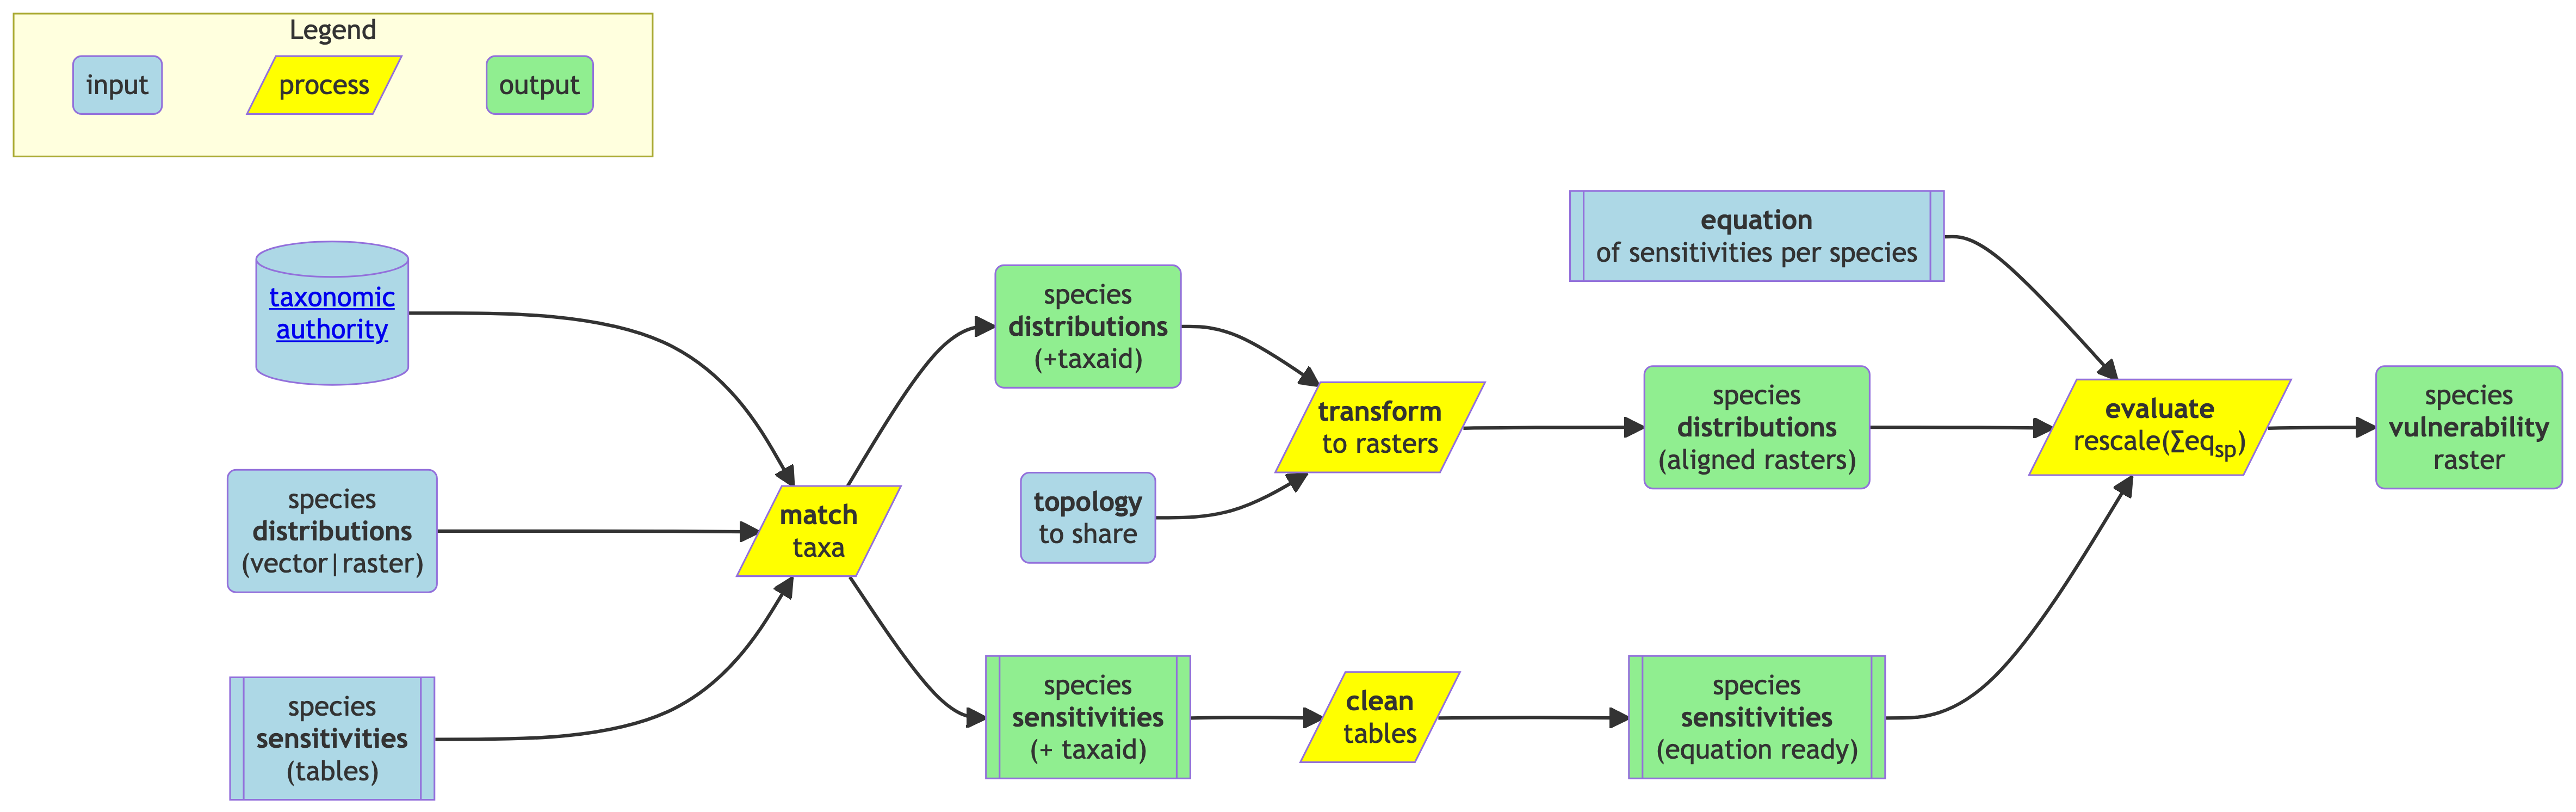 Legend
input
process
output
taxonomic
authority
species
distributions
(vector|raster)
species
sensitivities
(tables)
match
taxa
species
distributions
(+taxaid)
topology
to share
species
sensitivities
(+ taxaid)
transform
to rasters
clean
tables
equation
of sensitivities per species
species
distributions
(aligned rasters)
species
sensitivities
(equation ready)
evaluate
rescale(Σeqsp)
species
vulnerability
raster